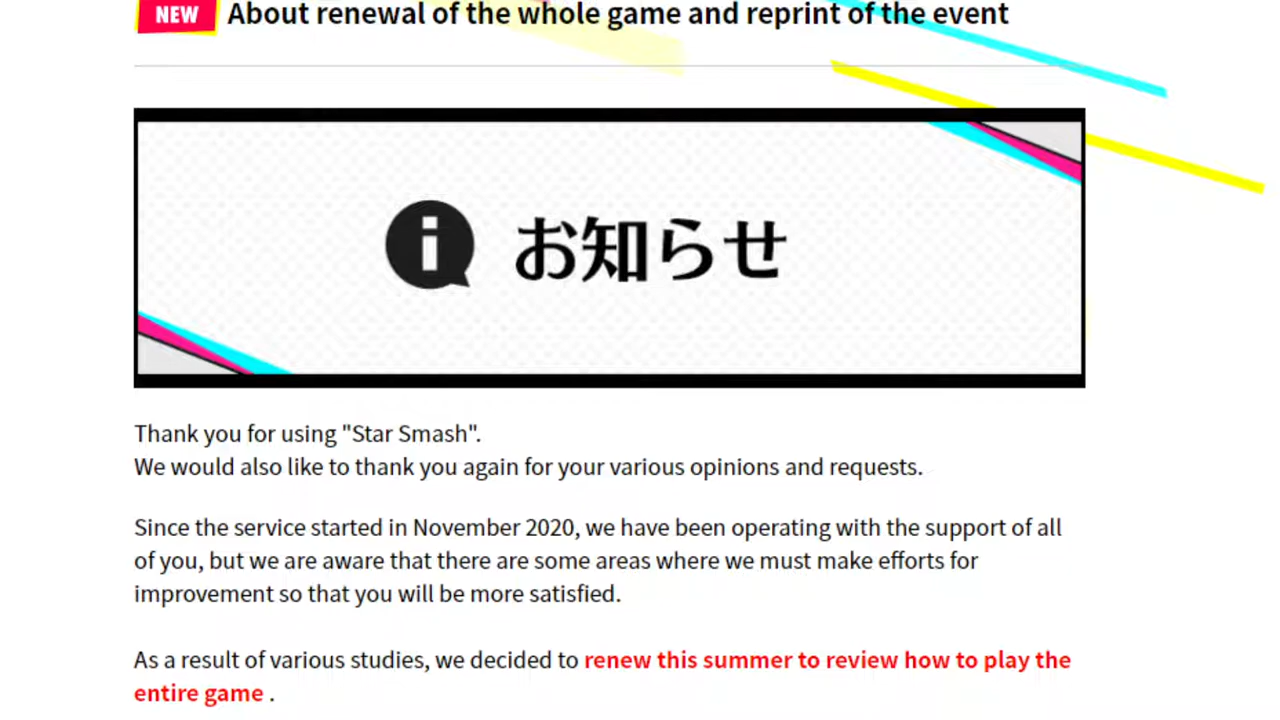 NEW About renewal of the whole game and reprint of the event
お知らせ
Thank you for using "Star Smash".
We would also like to thank you again for your various opinions and requests.
Since the service started in November 2020, we have been operating with the support of all
of you, but we are aware that there are some areas where we must make efforts for
improvement so that you will be more satisfied.
As a result of various studies, we decided to renew this summer to review how to play the
entire game .